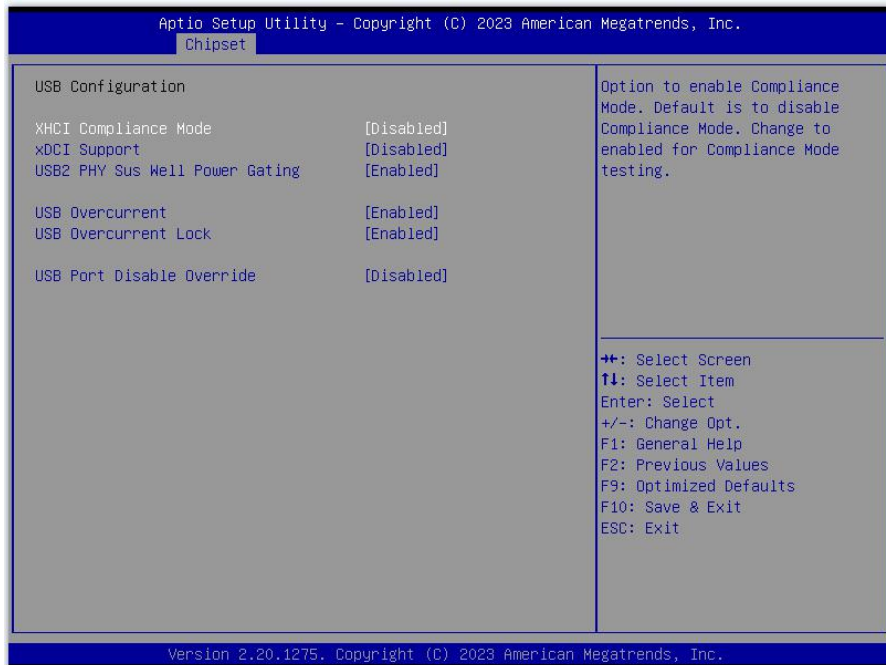 Aptio Setup Utility – Copyright (C) 2023 American Megatrends, Inc.
Chipset
USB Configuration
XHCI Compliance Mode [Disabled]
xDCI Support [Disabled]
USB2 PHY Sus Well Power Gating [Enabled]
USB Overcurrent [Enabled]
USB Overcurrent Lock [Enabled]
USB Port Disable Override [Disabled]
Option to enable Compliance
Mode. Default is to disable
Compliance Mode. Change to
enabled for Compliance Mode
testing.
→←: Select Screen
↑↓: Select Item
Enter: Select
+/-: Change Opt.
F1: General Help
F2: Previous Values
F9: Optimized Defaults
F10: Save & Exit
ESC: Exit
Version 2.20.1275. Copyright (C) 2023 American Megatrends, Inc.